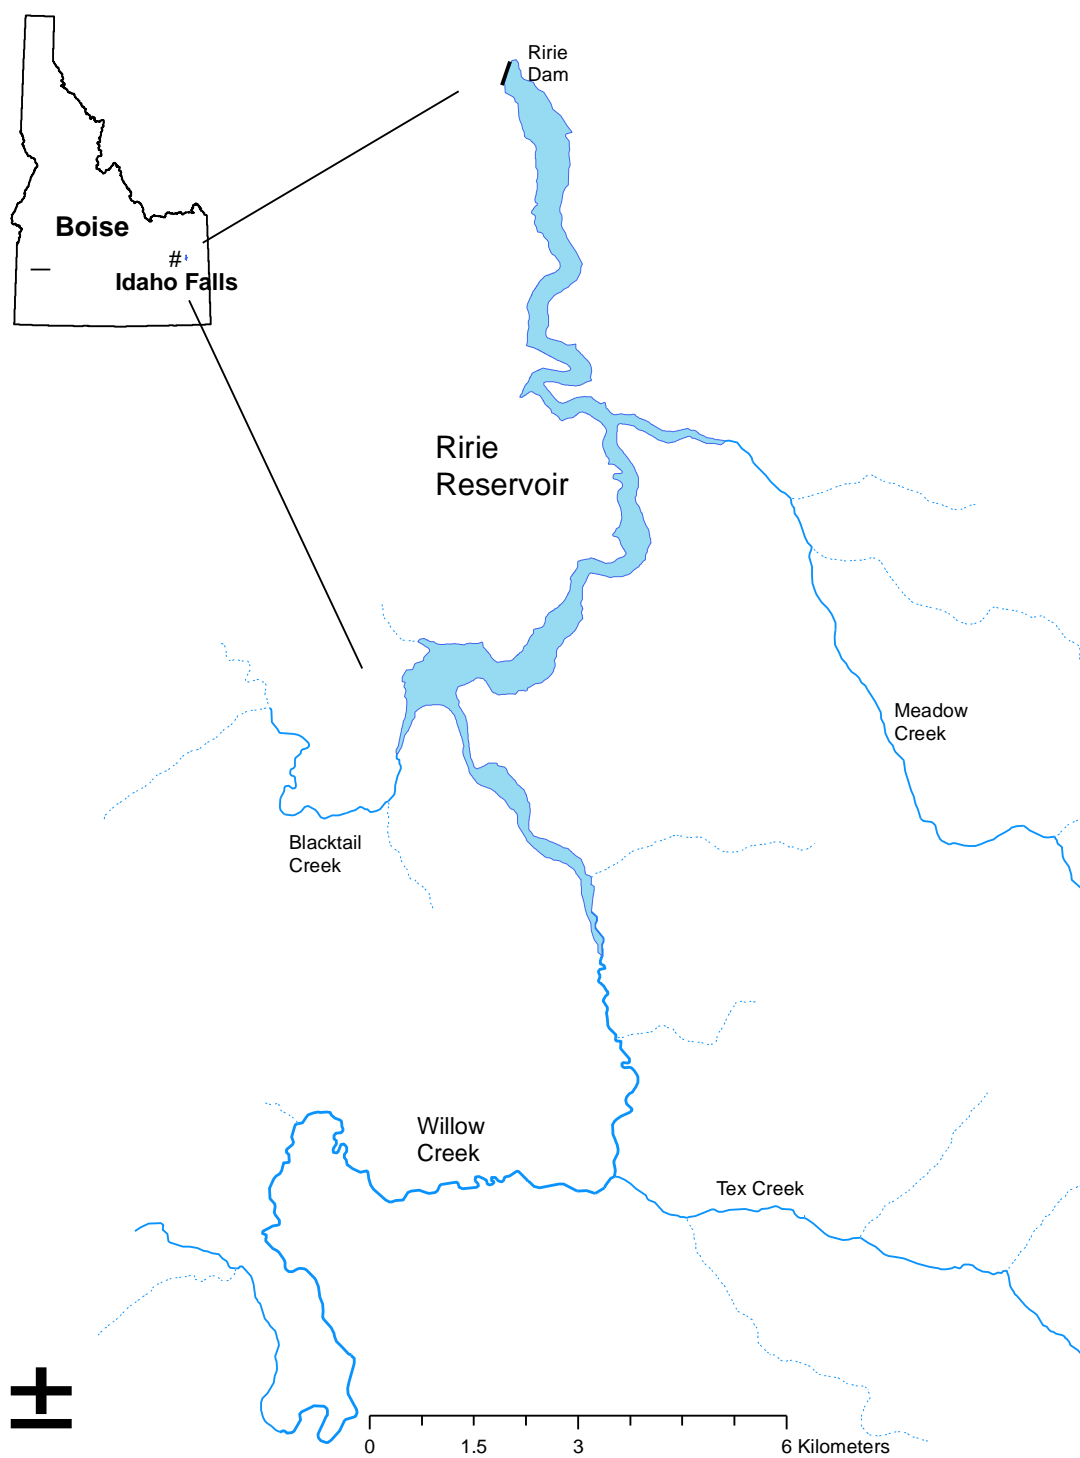 Ririe
Dam
Boise
#
Idaho Falls
Ririe
Reservoir
Meadow
Creek
Blacktail
Creek
Willow
Creek
Tex Creek
±
0 1.5 3 6 Kilometers